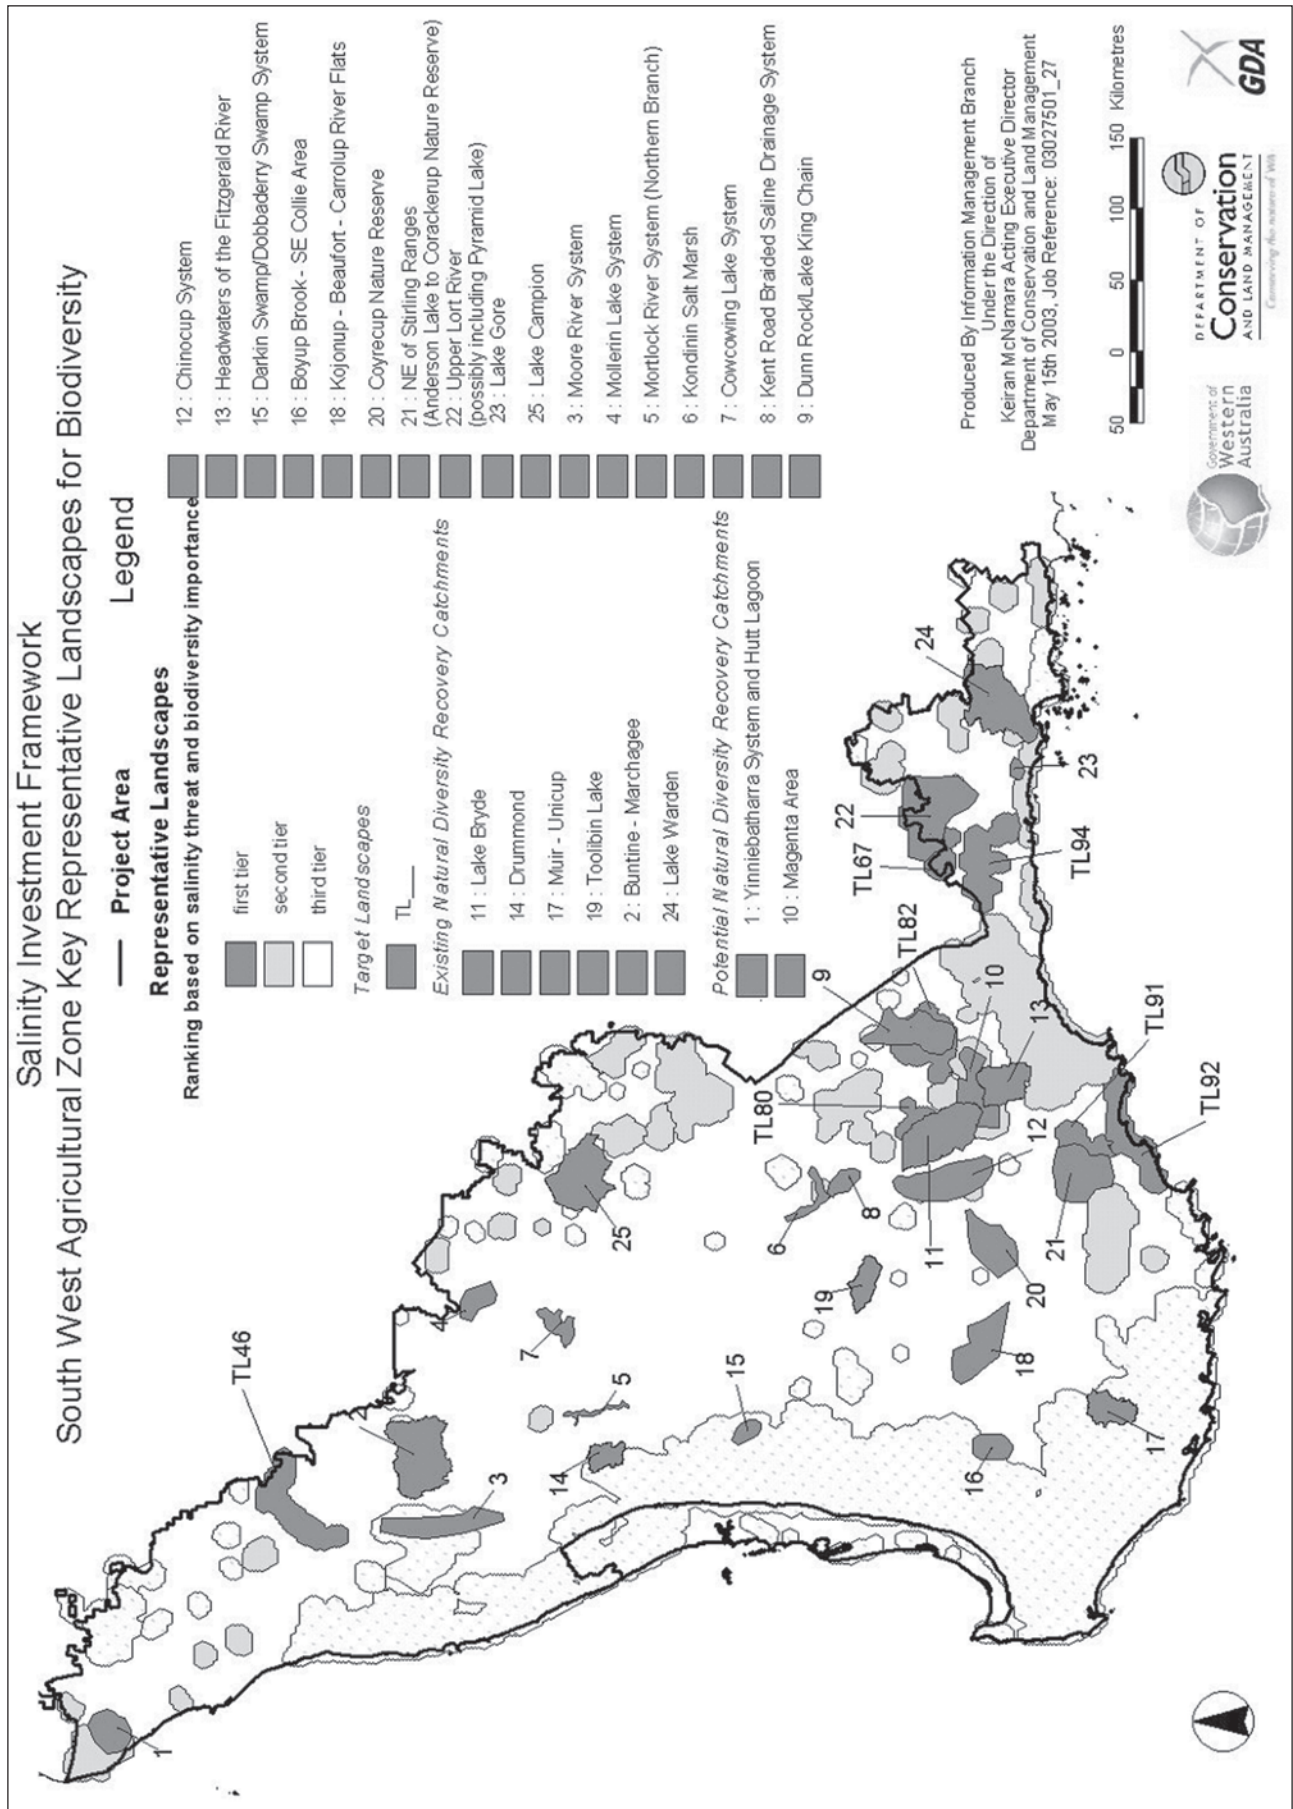 Salinity Investment Framework
South West Agricultural Zone Key Representative Landscapes for Biodiversity
Legend
Project Area
Representative Landscapes
Ranking based on salinity threat and biodiversity importance
first tier
second tier
third tier
Target Landscapes
TL___
Existing Natural Diversity Recovery Catchments
11 : Lake Bryde
14 : Drummond
17 : Muir - Unicup
19 : Toolibin Lake
2 : Buntine - Marchagee
24 : Lake Warden
Potential Natural Diversity Recovery Catchments
1 : Yinniebatharra System and Hutt Lagoon
10 : Magenta Area
12 : Chinocup System
13 : Headwaters of the Fitzgerald River
15 : Darkin Swamp/Dobbaderry Swamp System
16 : Boyup Brook - SE Collie Area
18 : Kojonup - Beaufort - Carrolup River Flats
20 : Coyrecup Nature Reserve
21 : NE of Stirling Ranges
(Anderson Lake to Corackerup Nature Reserve)
22 : Upper Lort River
(possibly including Pyramid Lake)
23 : Lake Gore
25 : Lake Campion
3 : Moore River System
4 : Mollerin Lake System
5 : Mortlock River System (Northern Branch)
6 : Kondinin Salt Marsh
7 : Cowcowing Lake System
8 : Kent Road Braided Saline Drainage System
9 : Dunn Rock/Lake King Chain
1
TL46
2
3
4
7
5
14
15
25
6
8
19
TL80
9
TL82
10
13
11
12
20
18
16
17
21
TL91
TL92
TL67
22
TL94
23
24
Produced By Information Management Branch
Under the Direction of
Keiran McNamara Acting Executive Director
Department of Conservation and Land Management
May 15th 2003, Job Reference: 03027501_27
50 0 50 100 150 Kilometres
Government of
Western
Australia
DEPARTMENT OF
Conservation
AND LAND MANAGEMENT
Conserving the nature of WA
GDA